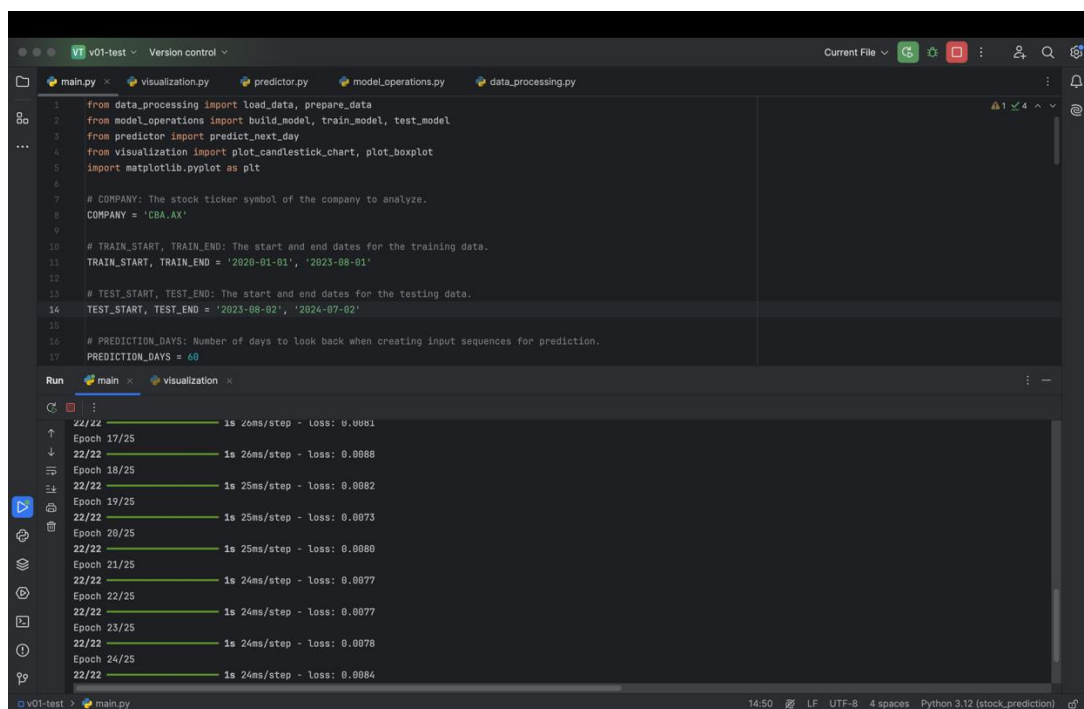 VT v01-test Version control Current File
main.py visualization.py predictor.py model_operations.py data_processing.py
1 from data_processing import load_data, prepare_data
2 from model_operations import build_model, train_model, test_model
3 from predictor import predict_next_day
4 from visualization import plot_candlestick_chart, plot_boxplot
5 import matplotlib.pyplot as plt
6
7 # COMPANY: The stock ticker symbol of the company to analyze.
8 COMPANY = 'CBA.AX'
9
10 # TRAIN_START, TRAIN_END: The start and end dates for the training data.
11 TRAIN_START, TRAIN_END = '2020-01-01', '2023-08-01'
12
13 # TEST_START, TEST_END: The start and end dates for the testing data.
14 TEST_START, TEST_END = '2023-08-02', '2024-07-02'
15
16 # PREDICTION_DAYS: Number of days to look back when creating input sequences for prediction.
17 PREDICTION_DAYS = 60
1 4
Run main visualization
22/22 1s 26ms/step - loss: 0.0081
Epoch 17/25
22/22 1s 26ms/step - loss: 0.0088
Epoch 18/25
22/22 1s 25ms/step - loss: 0.0082
Epoch 19/25
22/22 1s 25ms/step - loss: 0.0073
Epoch 20/25
22/22 1s 25ms/step - loss: 0.0080
Epoch 21/25
22/22 1s 24ms/step - loss: 0.0077
Epoch 22/25
22/22 1s 24ms/step - loss: 0.0077
Epoch 23/25
22/22 1s 24ms/step - loss: 0.0078
Epoch 24/25
22/22 1s 24ms/step - loss: 0.0084
v01-test > main.py 14:50 LF UTF-8 4 spaces Python 3.12 (stock_prediction)